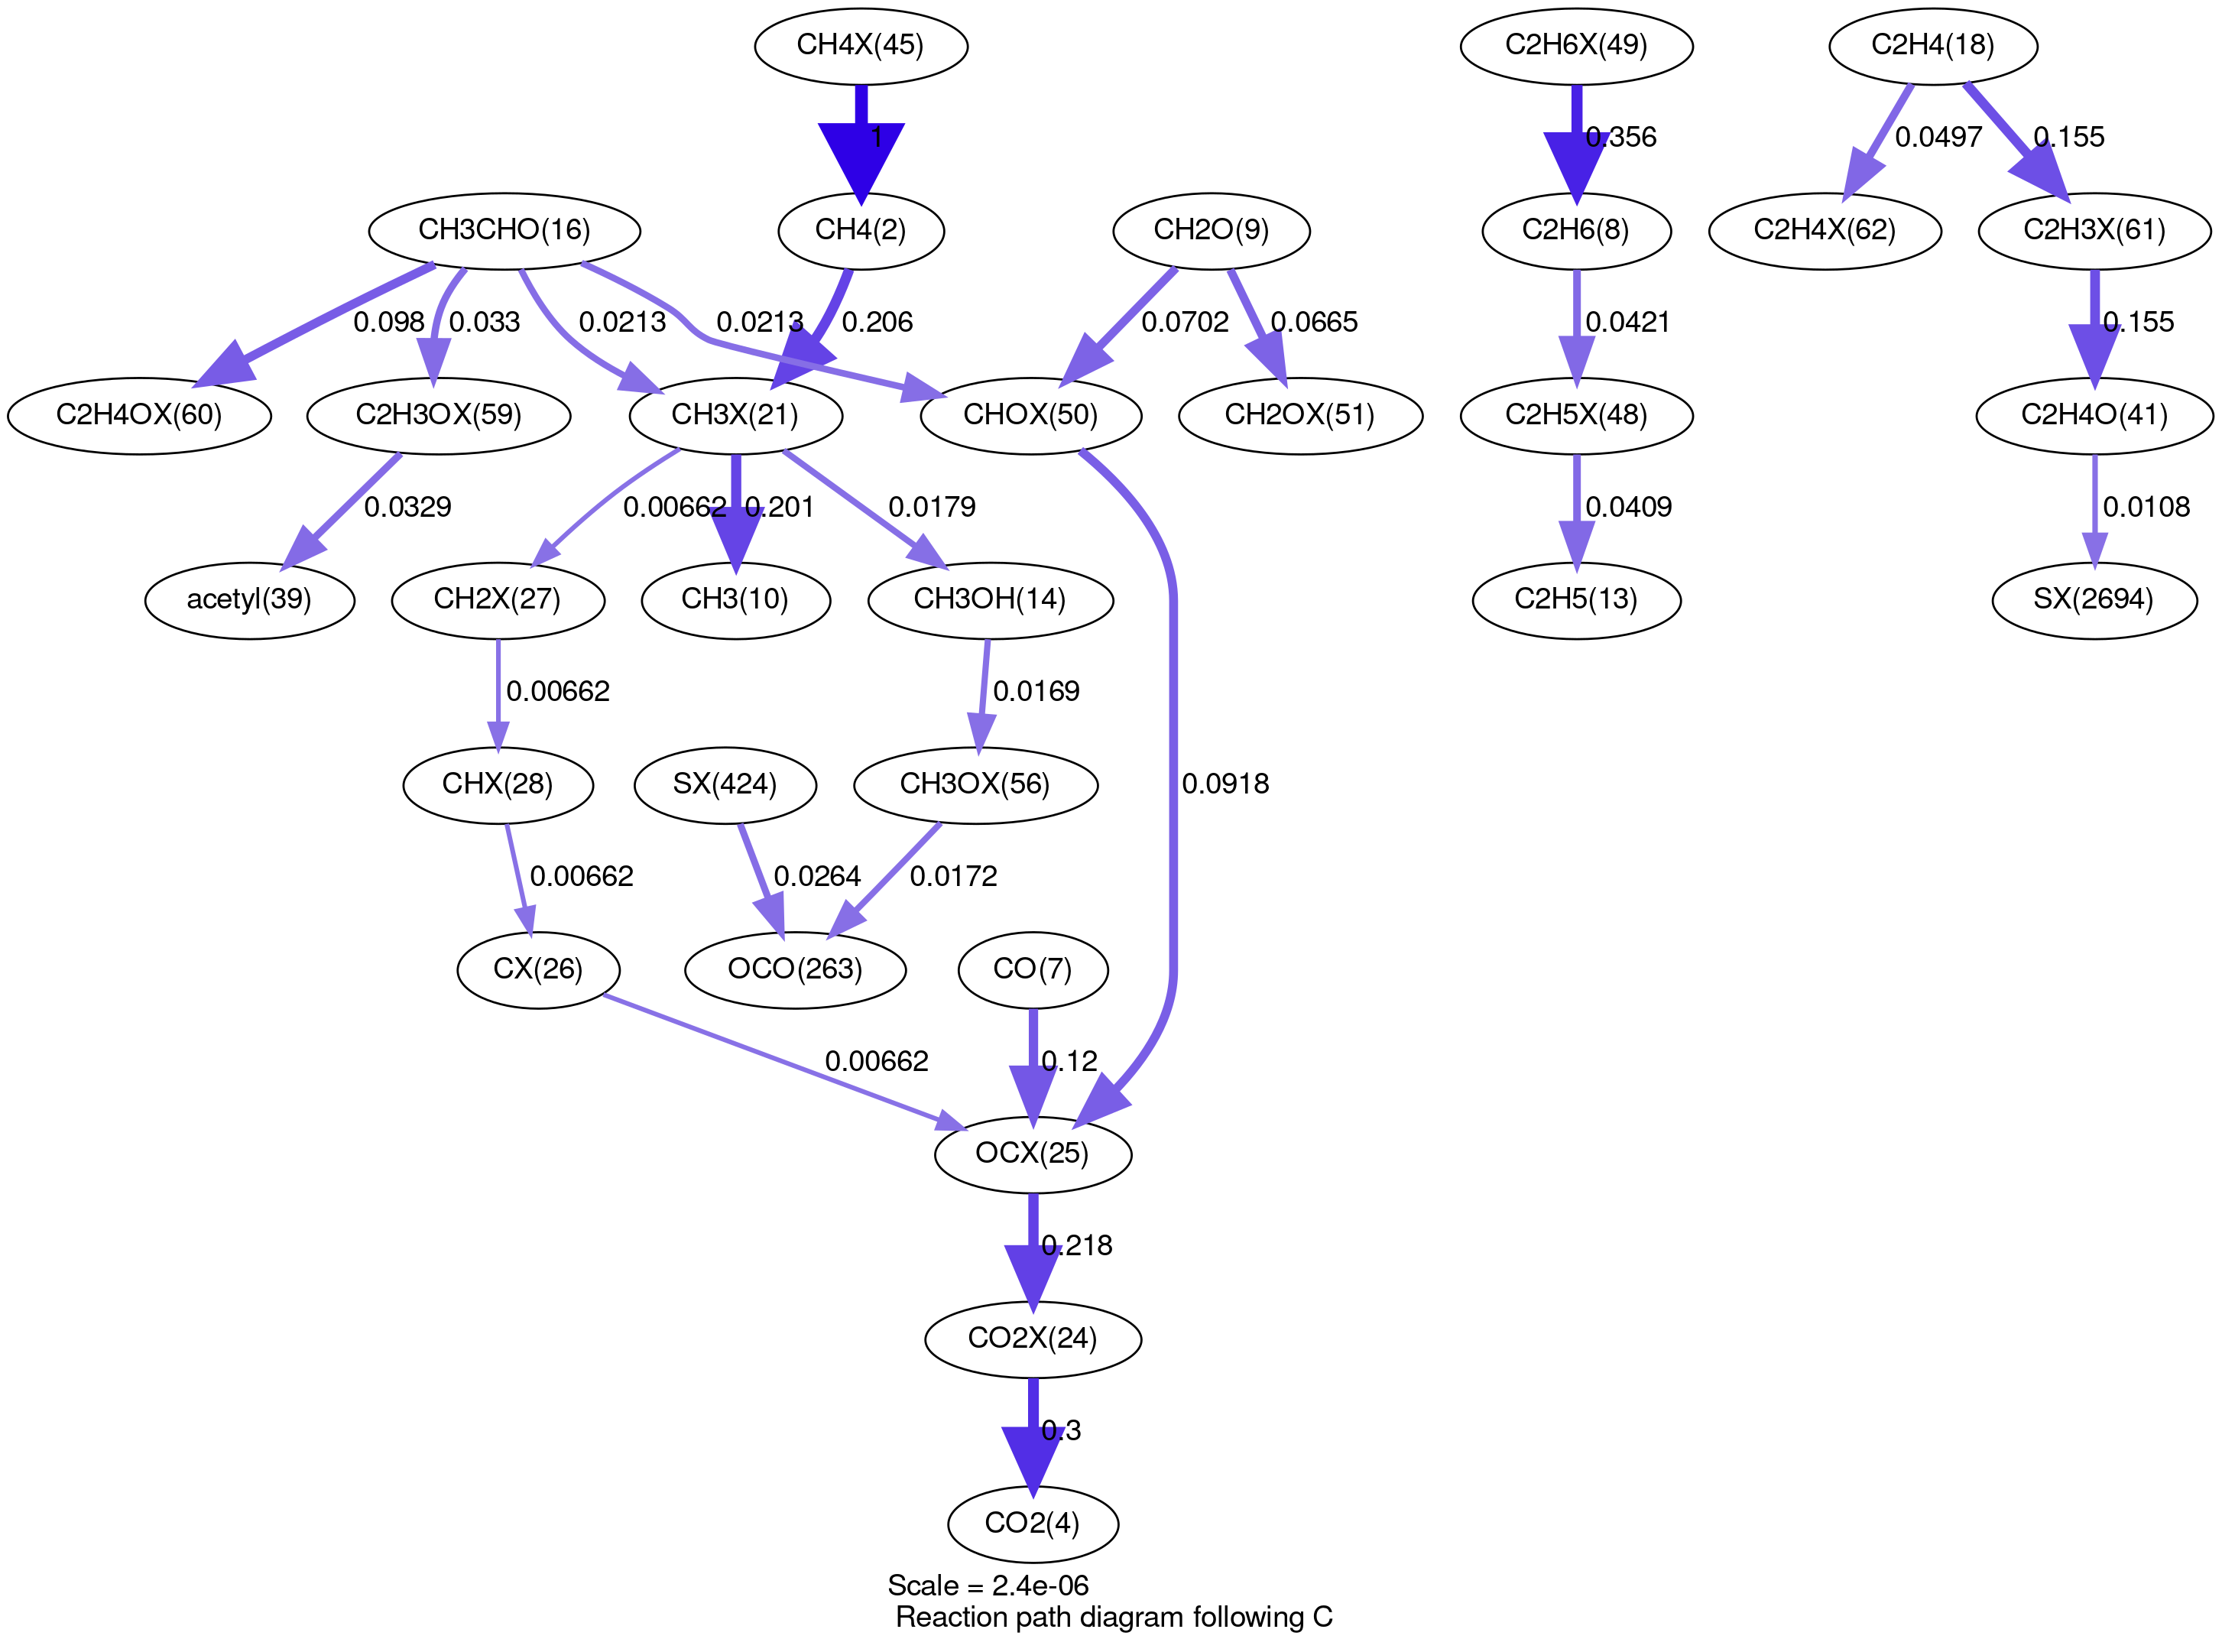 CH4X(45)
C2H6X(49)
C2H4(18)
1
0.356
0.0497
0.155
CH3CHO(16)
CH4(2)
CH2O(9)
C2H6(8)
C2H4X(62)
C2H3X(61)
0.098
0.033
0.0213
0.0213
0.206
0.0702
0.0665
0.0421
0.155
C2H4OX(60)
C2H3OX(59)
CH3X(21)
CHOX(50)
CH2OX(51)
C2H5X(48)
C2H4O(41)
0.0329
0.00662
0.201
0.0179
0.0409
0.0108
acetyl(39)
CH2X(27)
CH3(10)
CH3OH(14)
C2H5(13)
SX(2694)
0.00662
0.0169
CHX(28)
SX(424)
CH3OX(56)
0.0918
0.00662
0.0264
0.0172
CX(26)
OCO(263)
CO(7)
0.00662
0.12
OCX(25)
0.218
CO2X(24)
0.3
CO2(4)
Scale = 2.4e-06
Reaction path diagram following C